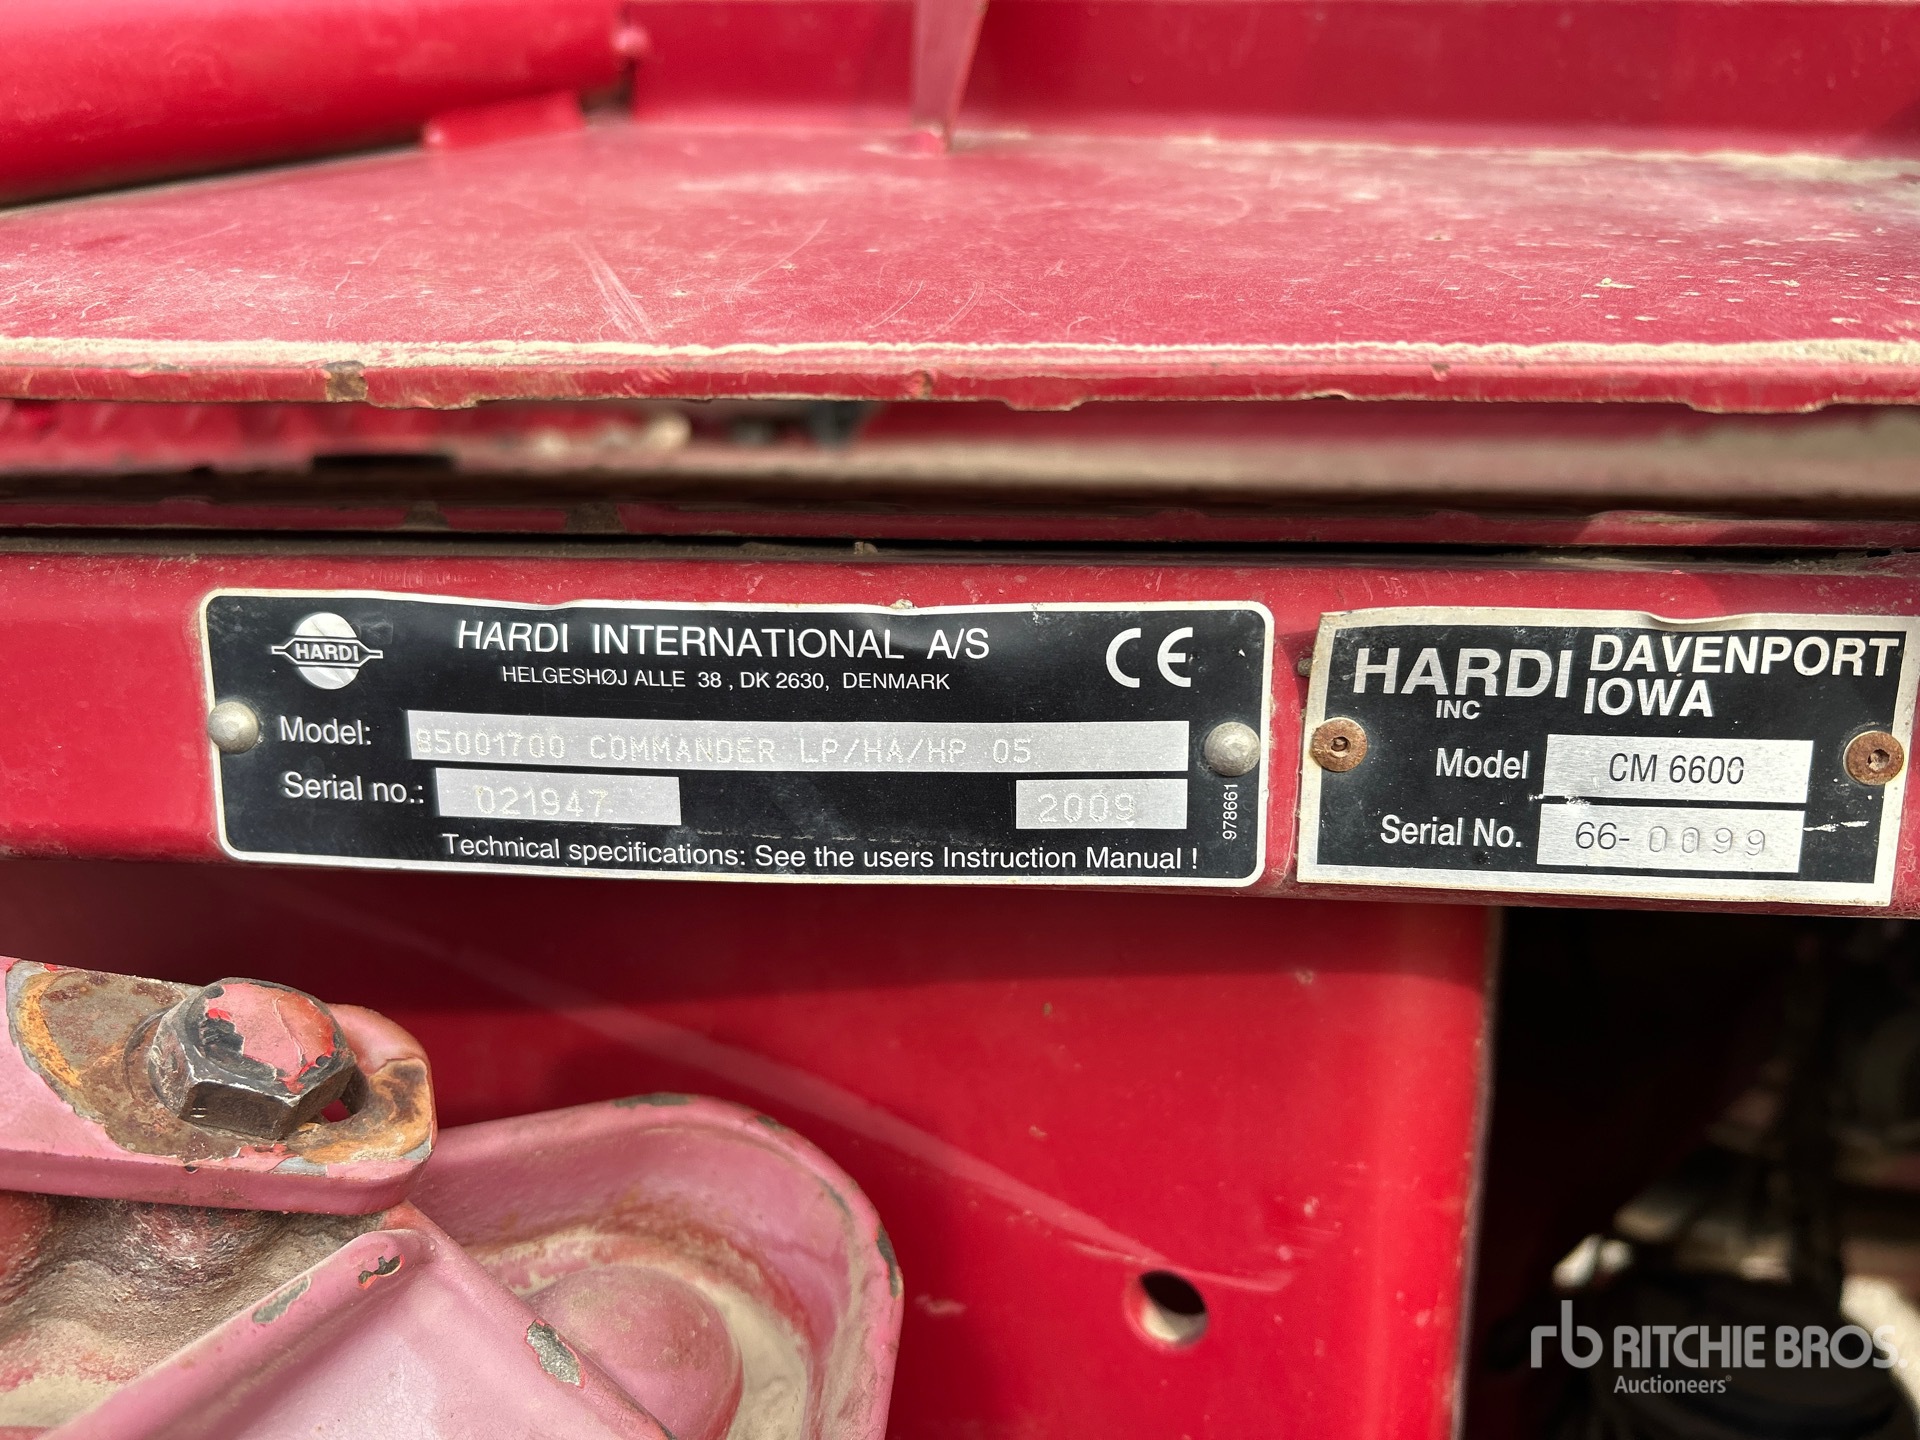 HARDI
HARDI INTERNATIONAL A/S
HELGESHØJ ALLE 38 , DK 2630, DENMARK
CE
Model: 85001700 COMMANDER LP/HA/HP 05
Serial no.: 021947 2009
978661
Technical specifications: See the users Instruction Manual !
HARDI INC DAVENPORT IOWA
Model CM 6600
Serial No. 66-0099
rb RITCHIE BROS.
Auctioneers